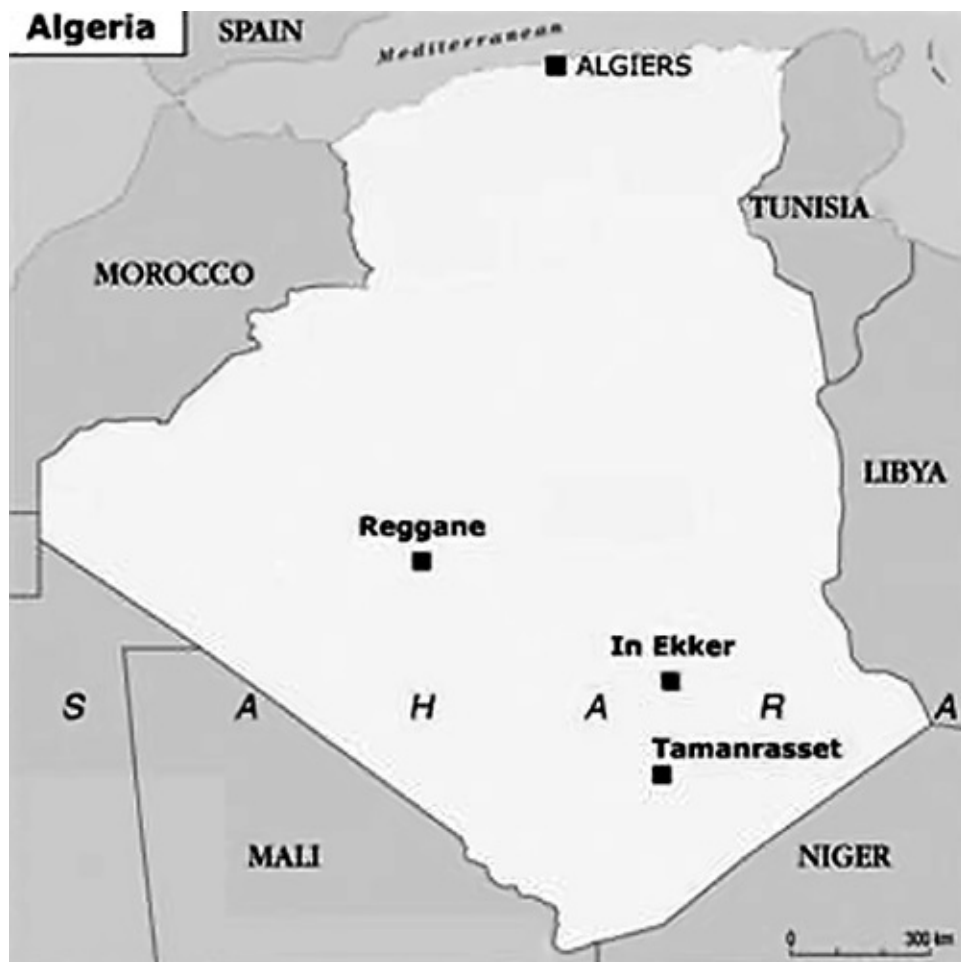 Algeria
SPAIN
Mediterranean
ALGIERS
TUNISIA
MOROCCO
LIBYA
Reggane
In Ekker
S A H A R A
Tamanrasset
MALI
NIGER
0 300 km